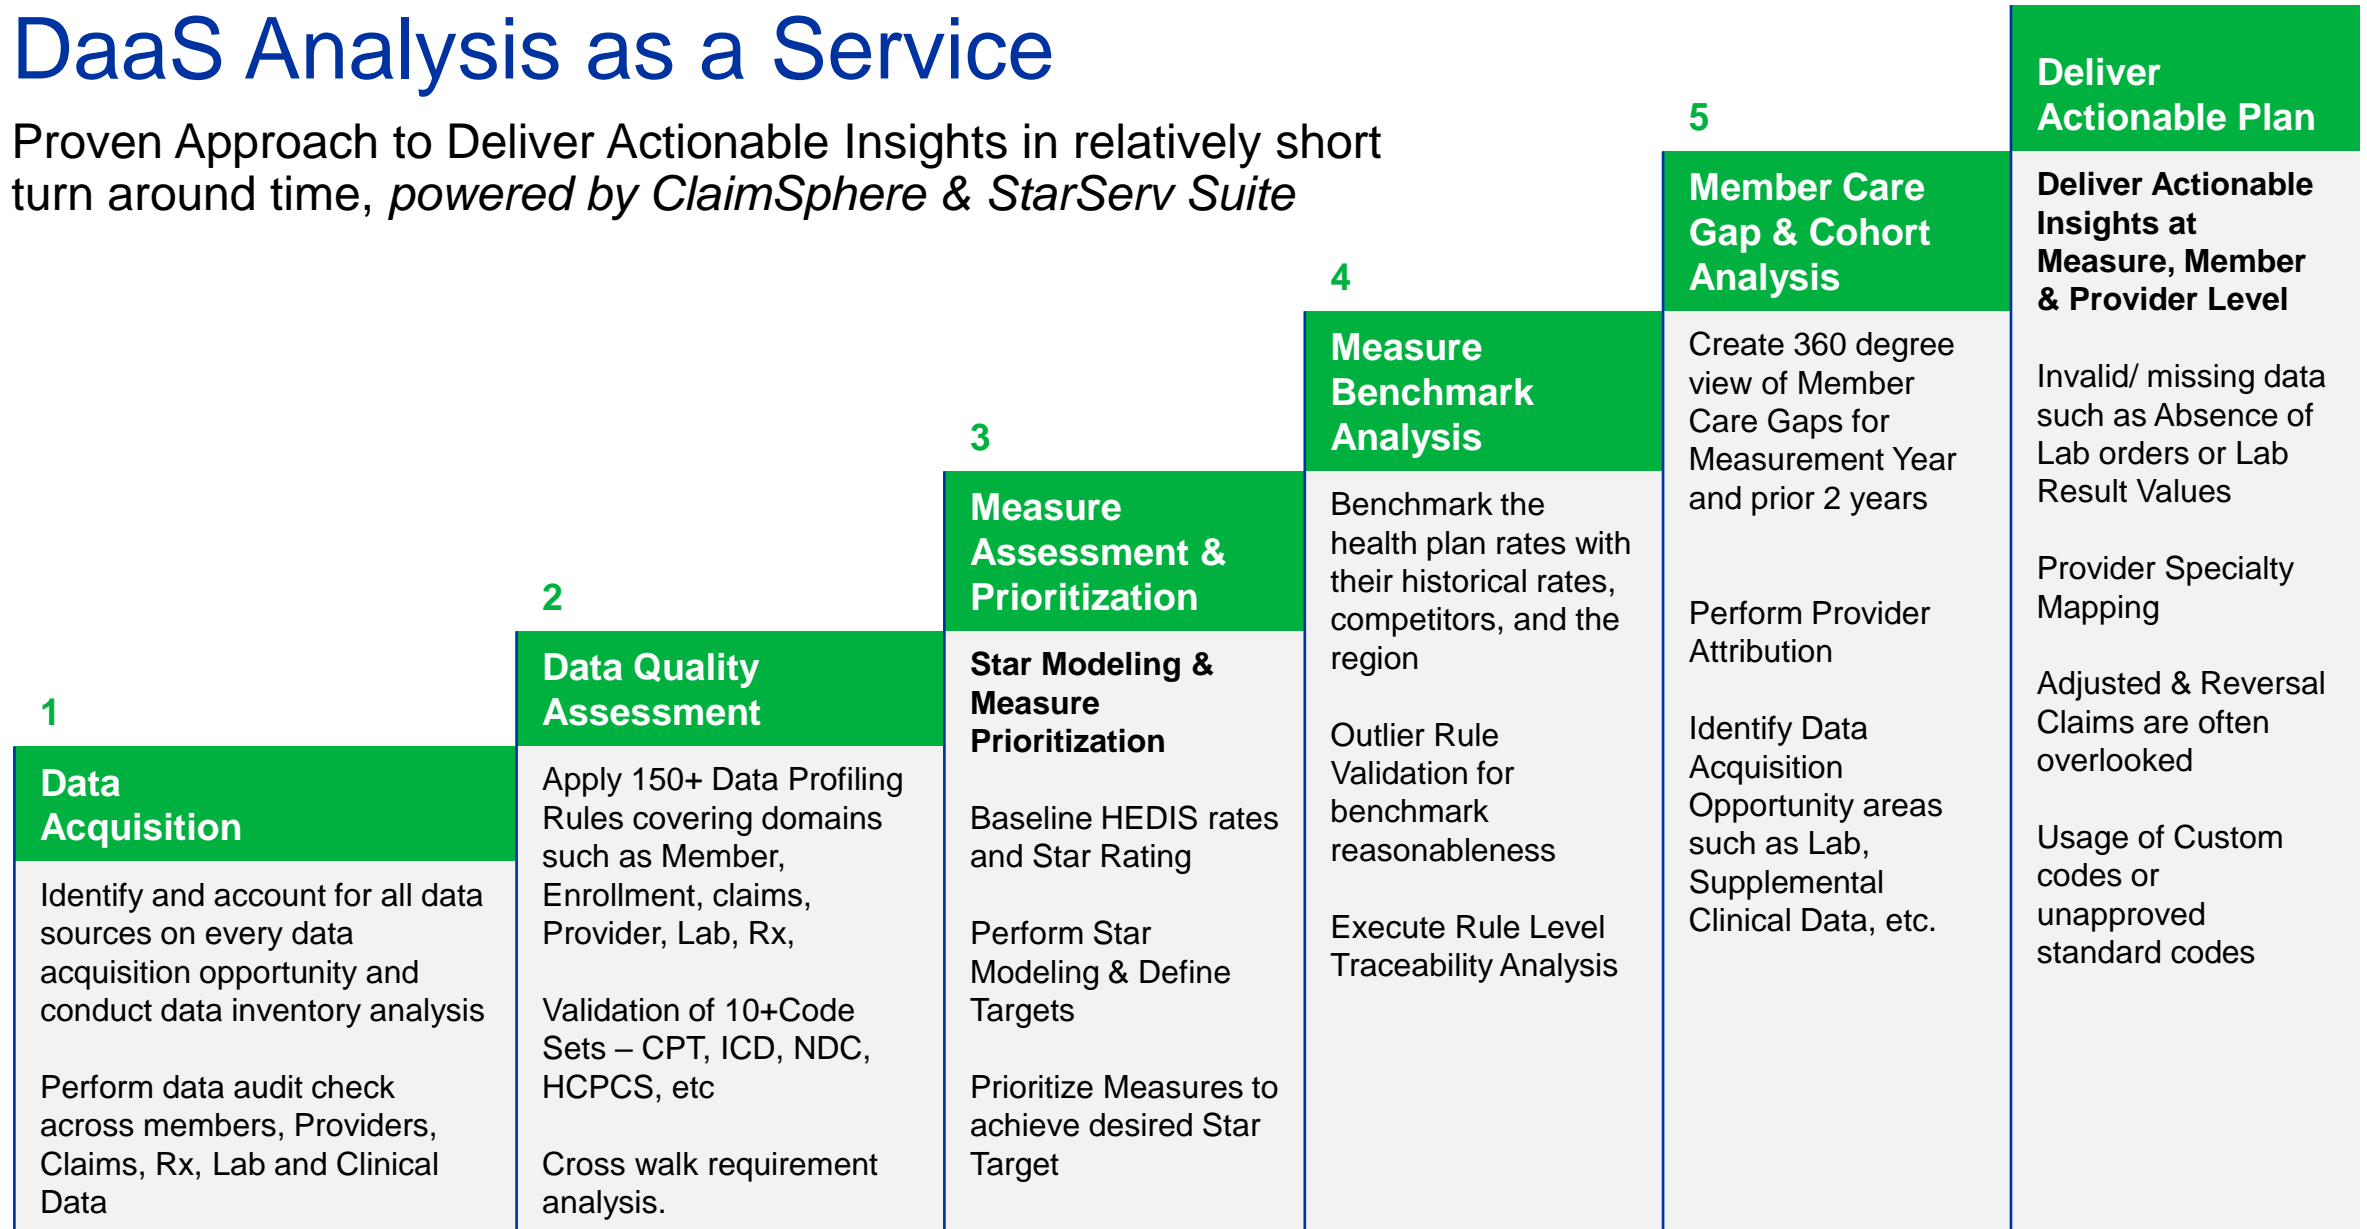 DaaS Analysis as a Service
Proven Approach to Deliver Actionable Insights in relatively short
turn around time, powered by ClaimSphere & StarServ Suite
1
Data
Acquisition
Identify and account for all data
sources on every data
acquisition opportunity and
conduct data inventory analysis
Perform data audit check
across members, Providers,
Claims, Rx, Lab and Clinical
Data
2
Data Quality
Assessment
Apply 150+ Data Profiling
Rules covering domains
such as Member,
Enrollment, claims,
Provider, Lab, Rx,
Validation of 10+Code
Sets – CPT, ICD, NDC,
HCPCS, etc
Cross walk requirement
analysis.
3
Measure
Assessment &
Prioritization
Star Modeling &
Measure
Prioritization
Baseline HEDIS rates
and Star Rating
Perform Star
Modeling & Define
Targets
Prioritize Measures to
achieve desired Star
Target
4
Measure
Benchmark
Analysis
Benchmark the
health plan rates with
their historical rates,
competitors, and the
region
Outlier Rule
Validation for
benchmark
reasonableness
Execute Rule Level
Traceability Analysis
5
Member Care
Gap & Cohort
Analysis
Create 360 degree
view of Member
Care Gaps for
Measurement Year
and prior 2 years
Perform Provider
Attribution
Identify Data
Acquisition
Opportunity areas
such as Lab,
Supplemental
Clinical Data, etc.
Deliver
Actionable Plan
Deliver Actionable
Insights at
Measure, Member
& Provider Level
Invalid/ missing data
such as Absence of
Lab orders or Lab
Result Values
Provider Specialty
Mapping
Adjusted & Reversal
Claims are often
overlooked
Usage of Custom
codes or
unapproved
standard codes